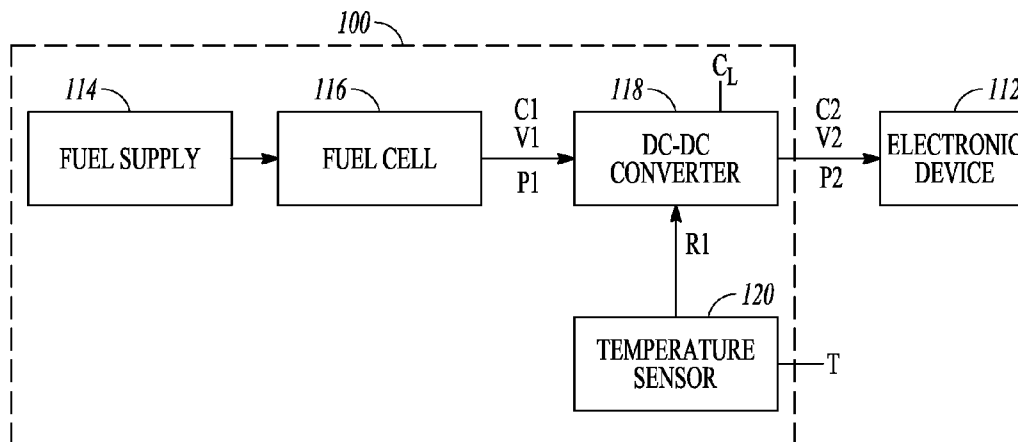 100
114
116
118
C_L
112
FUEL SUPPLY
FUEL CELL
C1
V1
P1
DC-DC
CONVERTER
C2
V2
P2
ELECTRONIC
DEVICE
R1
120
TEMPERATURE
SENSOR
T